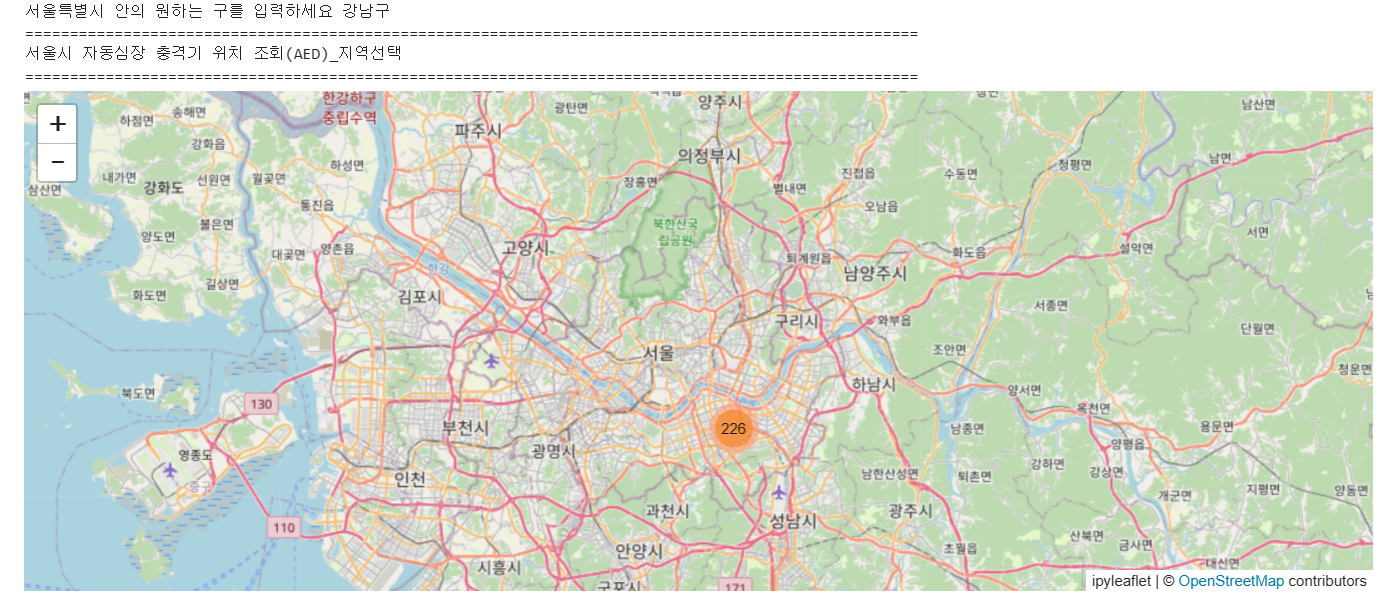 서울특별시 안의 원하는 구를 입력하세요 강남구
====================================================================================================
서울시 자동심장 충격기 위치 조회(AED)_지역선택
====================================================================================================
+
−
한강하구
중립수역
양주시
광탄면
남산면
송해면
하점면
파주시
강화읍
의정부시
청평면
남면
하성면
내가면
강화도
선원면
월곶면
장흥면
별내면
진접읍
수동면
삼산면
통진읍
오남읍
불은면
북한산국
립공원
서면
양도면
대곶면
양촌읍
고양시
퇴계원읍
화도읍
설악면
한강
남양주시
길상면
화도면
김포시
서종면
구리시
와부읍
단월면
서울
조안면
청운면
북도면
하남시
양서면
130
옥천면
226
부천시
남종면
용문면
광명시
양평읍
영종도
중구
인천
남한산성면
퇴촌면
강하면
강상면
지평면
양동면
개군면
과천시
성남시
광주시
110
안양시
초월읍
산북면
금사면
시흥시
대신면
군포시
171
ipyleaflet | © OpenStreetMap contributors